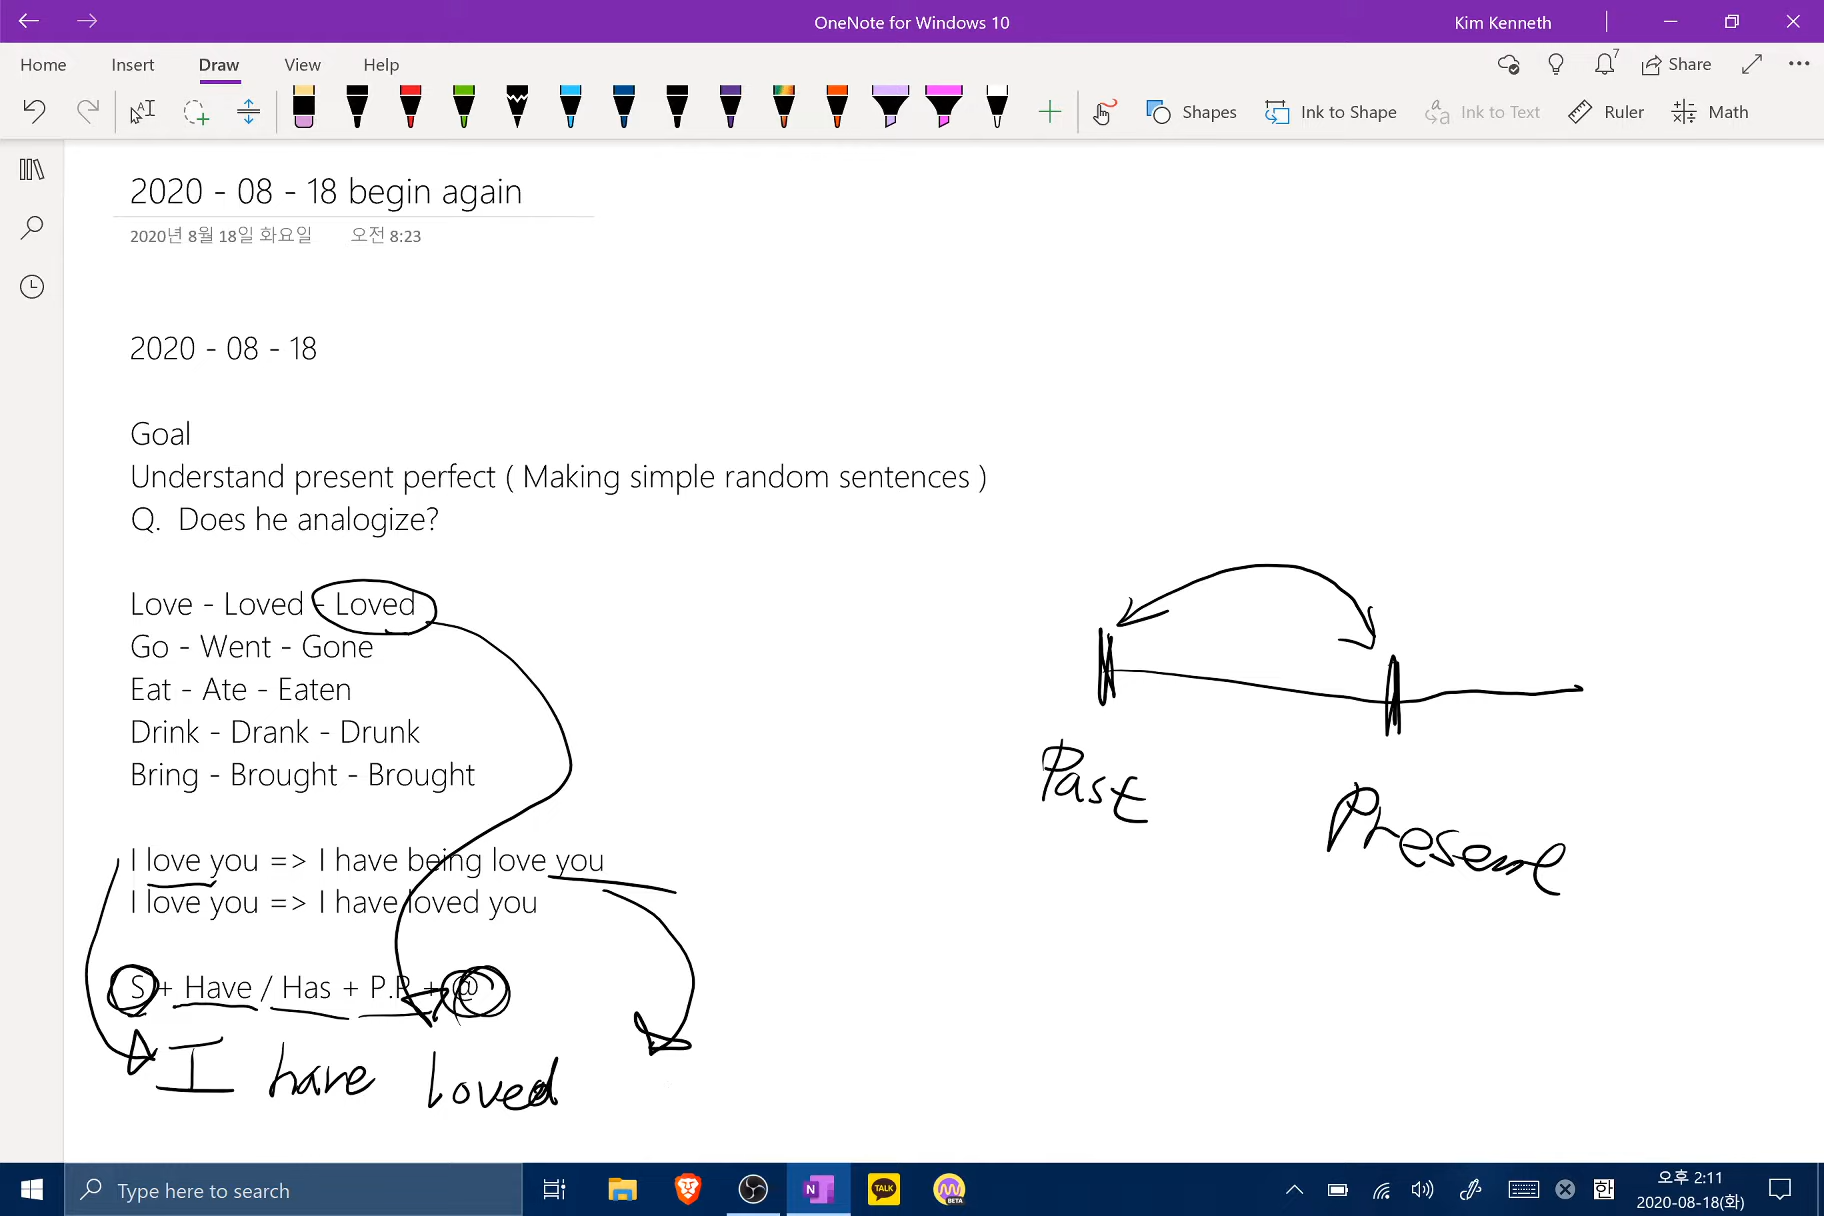 OneNote for Windows 10
Kim Kenneth
Home Insert Draw View Help
7
Share
Shapes
Ink to Shape
Ink to Text
Ruler
Math
2020 - 08 - 18 begin again
2020년 8월 18일 화요일 오전 8:23
2020 - 08 - 18
Goal
Understand present perfect ( Making simple random sentences )
Q. Does he analogize?
Love - Loved - Loved
Go - Went - Gone
Eat - Ate - Eaten
Drink - Drank - Drunk
Bring - Brought - Brought
I love you => I have being love you
I love you => I have loved you
S + Have / Has + P.P + @
I have loved
Past
Present
Type here to search
N
TALK
BETA
한
오후 2:11
2020-08-18(화)